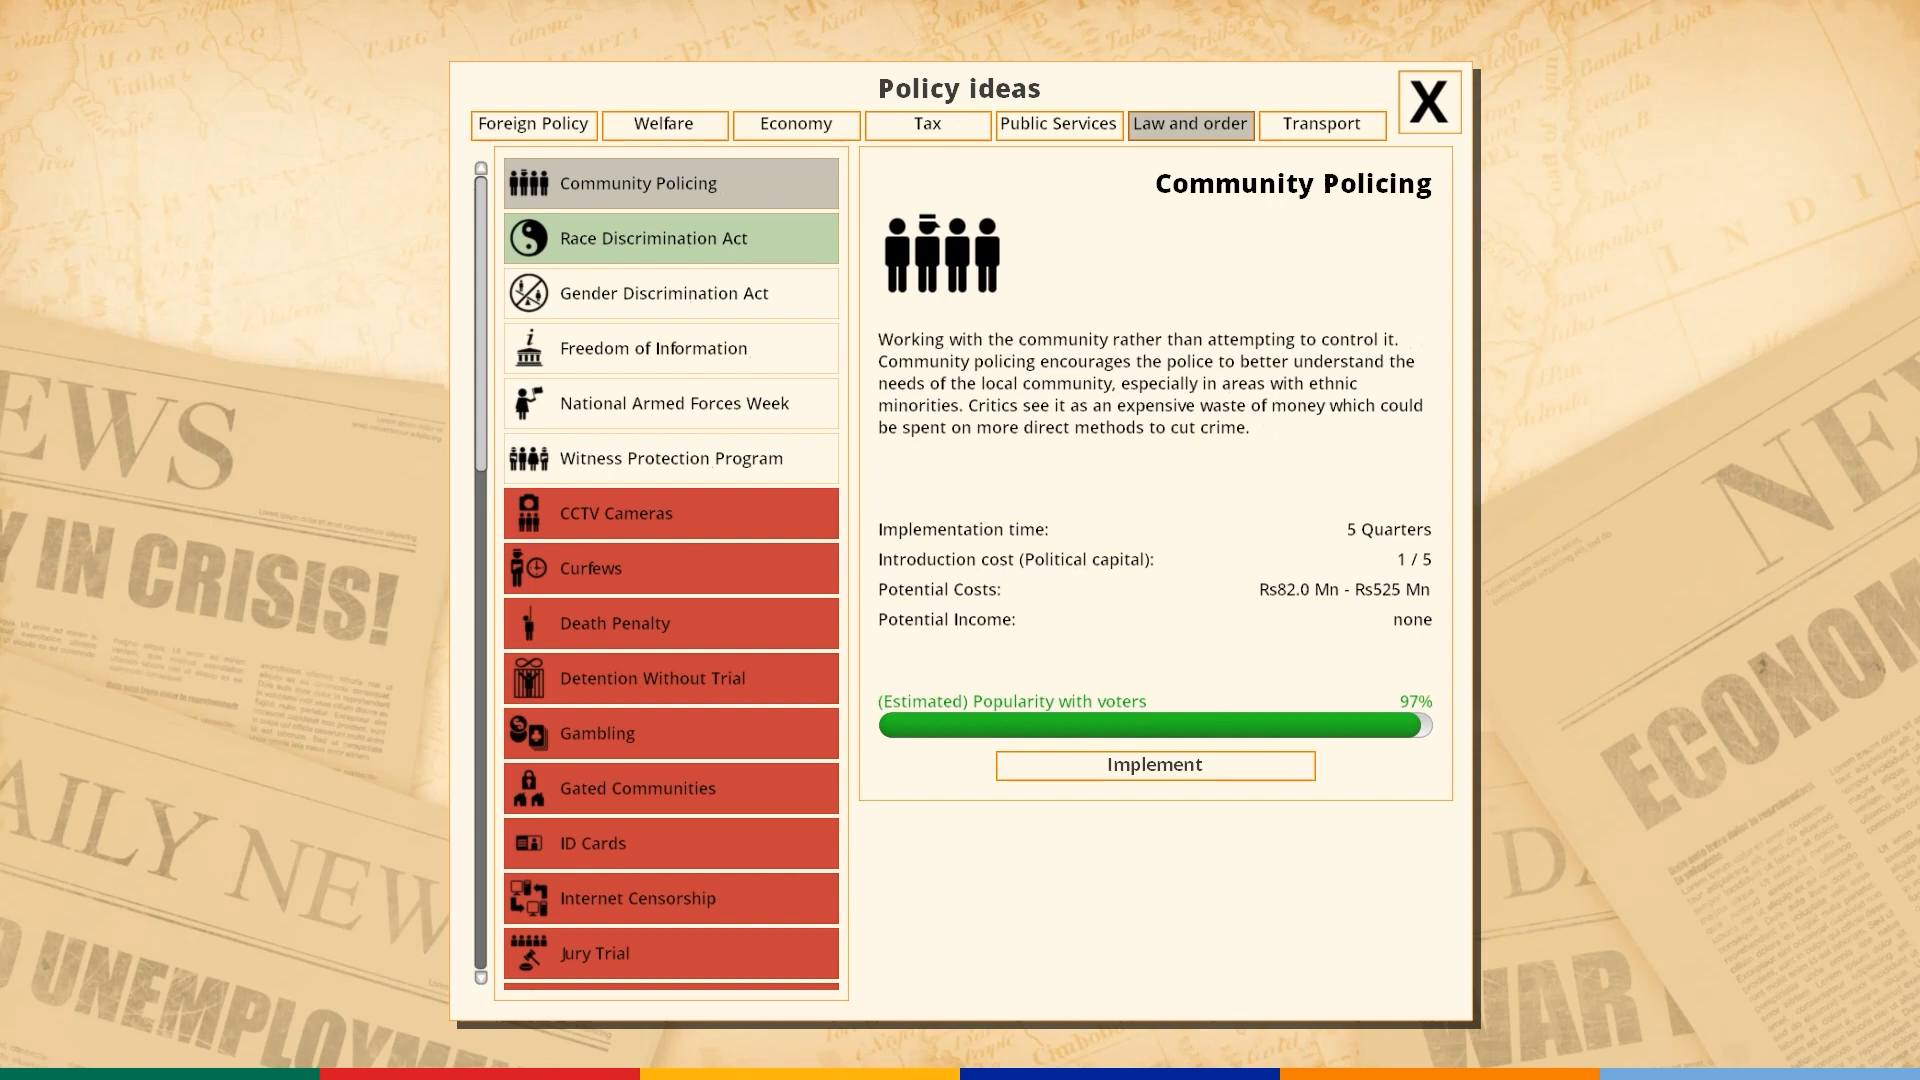 Policy ideas
X
Foreign Policy
Welfare
Economy
Tax
Public Services
Law and order
Transport
Community Policing
Race Discrimination Act
Gender Discrimination Act
Freedom of Information
National Armed Forces Week
Witness Protection Program
CCTV Cameras
Curfews
Death Penalty
Detention Without Trial
Gambling
Gated Communities
ID Cards
Internet Censorship
Jury Trial
Community Policing
Working with the community rather than attempting to control it.
Community policing encourages the police to better understand the
needs of the local community, especially in areas with ethnic
minorities. Critics see it as an expensive waste of money which could
be spent on more direct methods to cut crime.
Implementation time: 5 Quarters
Introduction cost (Political capital): 1 / 5
Potential Costs: Rs82.0 Mn - Rs525 Mn
Potential Income: none
(Estimated) Popularity with voters 97%
Implement
EWS
Y IN CRISIS!
AILY NEW
UNEMPLOYME
NE
ECONOM
DA
WAR
MOROCCO
INDI